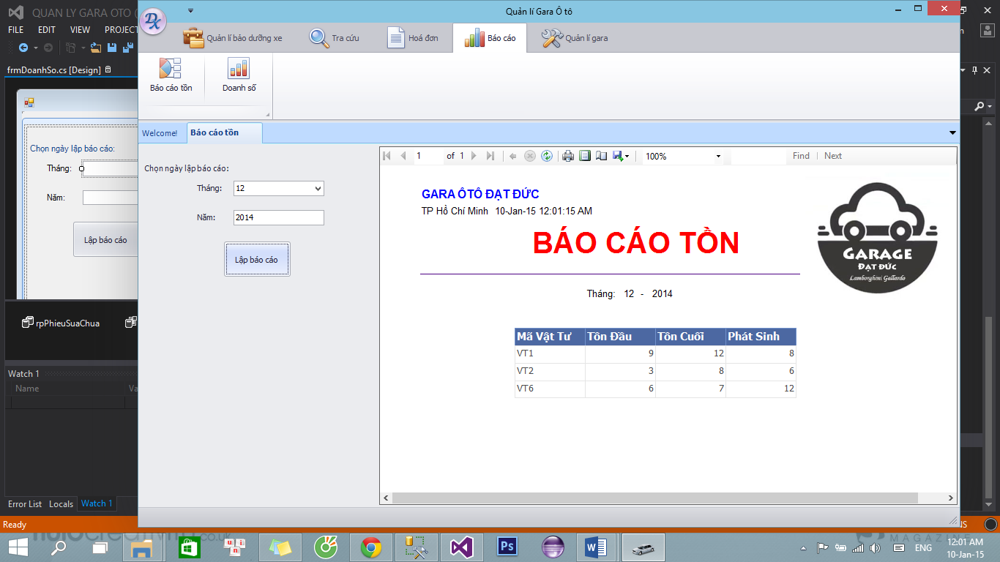 QUAN LY GARA OTO (
Quản lí Gara Ô tô
FILE EDIT VIEW PROJECT
Quản lí bảo dưỡng xe
Tra cứu
Hoá đơn
Báo cáo
Quản lí gara
frmDoanhSo.cs [Design]
Báo cáo tồn
Doanh số
Welcome!
Báo cáo tồn
Chọn ngày lập báo cáo:
Tháng:
Năm:
Lập báo cáo
rpPhieuSuaChua
Watch 1
Name
Va
Error List Locals Watch 1
Ready
Chọn ngày lập báo cáo:
Tháng: 12
Năm: 2014
Lập báo cáo
1 of 1
100%
Find | Next
GARA ÔTÔ ĐẠT ĐỨC
TP Hồ Chí Minh 10-Jan-15 12:01:15 AM
BÁO CÁO TỒN
GARAGE
ĐẠT ĐỨC
Lamborghini Gallardo
Tháng: 12 - 2014
Mã Vật Tư Tồn Đầu Tồn Cuối Phát Sinh
VT1 9 12 8
VT2 3 8 6
VT6 6 7 12
.co.uk
MAGAZINE
Ps
ENG
12:01 AM
10-Jan-15